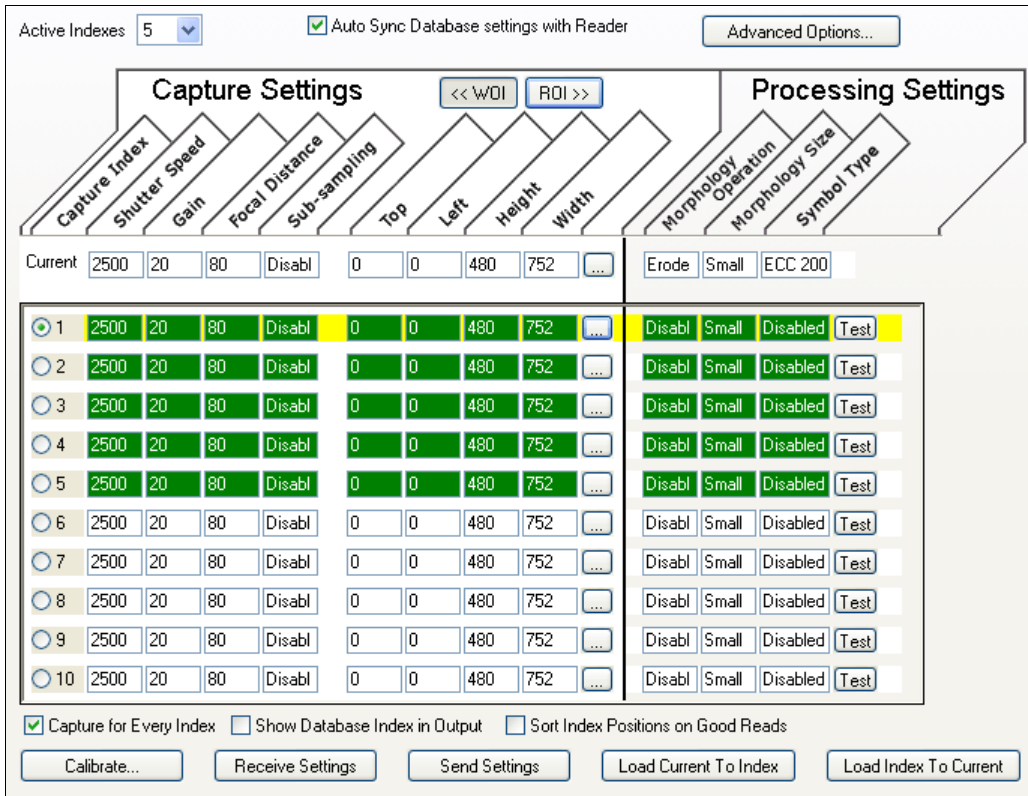 Active Indexes 5 Auto Sync Database settings with Reader Advanced Options...
Capture Settings << WOI ROI >> Processing Settings
Capture Index Shutter Speed Gain Focal Distance Sub-sampling Top Left Height Width Morphology Operation Morphology Size Symbol Type
Current 2500 20 80 Disabl 0 0 480 752 ... Erode Small ECC 200
1 2500 20 80 Disabl 0 0 480 752 ... Disabl Small Disabled Test
2 2500 20 80 Disabl 0 0 480 752 ... Disabl Small Disabled Test
3 2500 20 80 Disabl 0 0 480 752 ... Disabl Small Disabled Test
4 2500 20 80 Disabl 0 0 480 752 ... Disabl Small Disabled Test
5 2500 20 80 Disabl 0 0 480 752 ... Disabl Small Disabled Test
6 2500 20 80 Disabl 0 0 480 752 ... Disabl Small Disabled Test
7 2500 20 80 Disabl 0 0 480 752 ... Disabl Small Disabled Test
8 2500 20 80 Disabl 0 0 480 752 ... Disabl Small Disabled Test
9 2500 20 80 Disabl 0 0 480 752 ... Disabl Small Disabled Test
10 2500 20 80 Disabl 0 0 480 752 ... Disabl Small Disabled Test
Capture for Every Index Show Database Index in Output Sort Index Positions on Good Reads
Calibrate... Receive Settings Send Settings Load Current To Index Load Index To Current